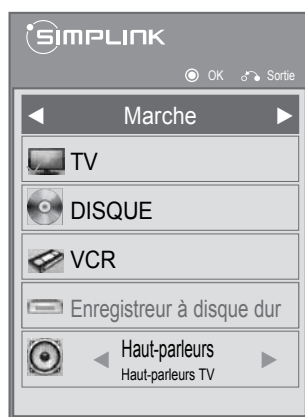 SIMPLINK
OK Sortie
Marche
TV
DISQUE
VCR
Enregistreur à disque dur
Haut-parleurs
Haut-parleurs TV